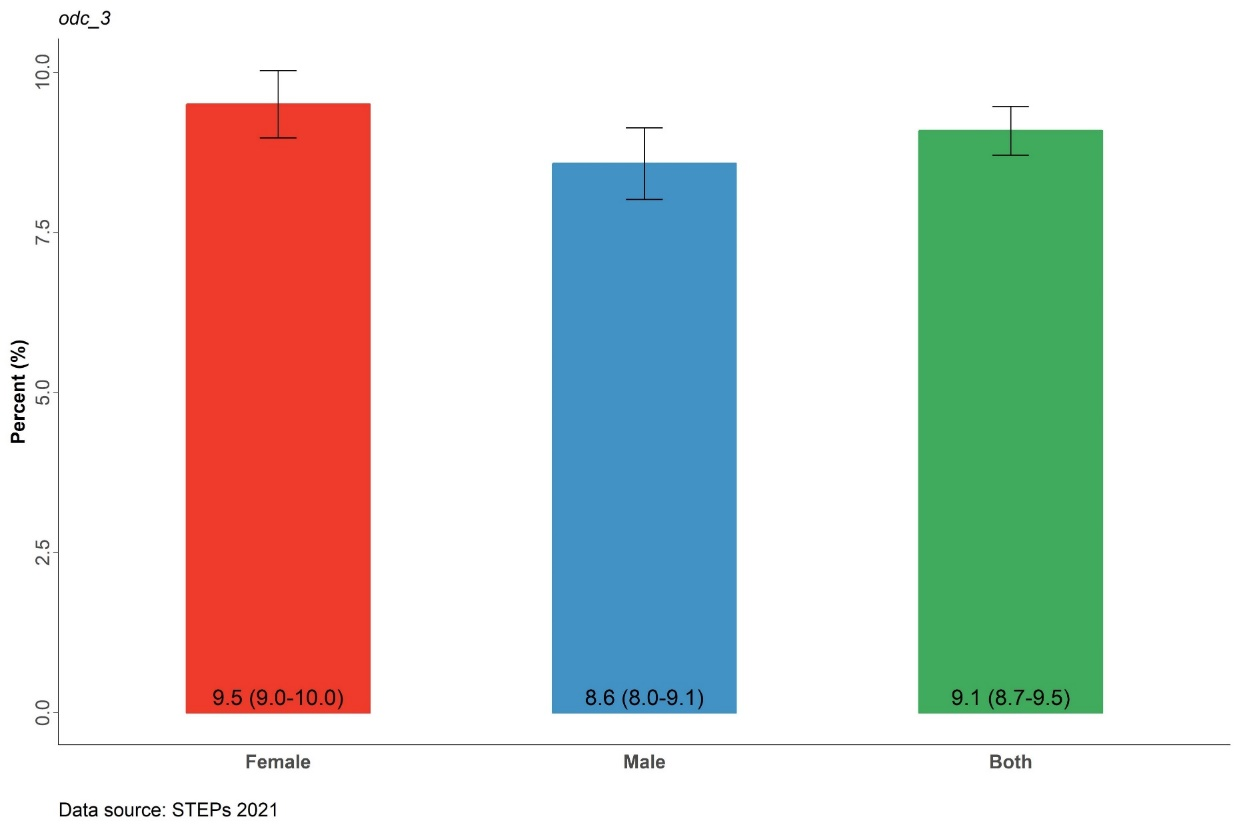 odc_3
Percent (%)
10.0
7.5
5.0
2.5
0.0
9.5 (9.0-10.0)
8.6 (8.0-9.1)
9.1 (8.7-9.5)
Female
Male
Both
Data source: STEPs 2021